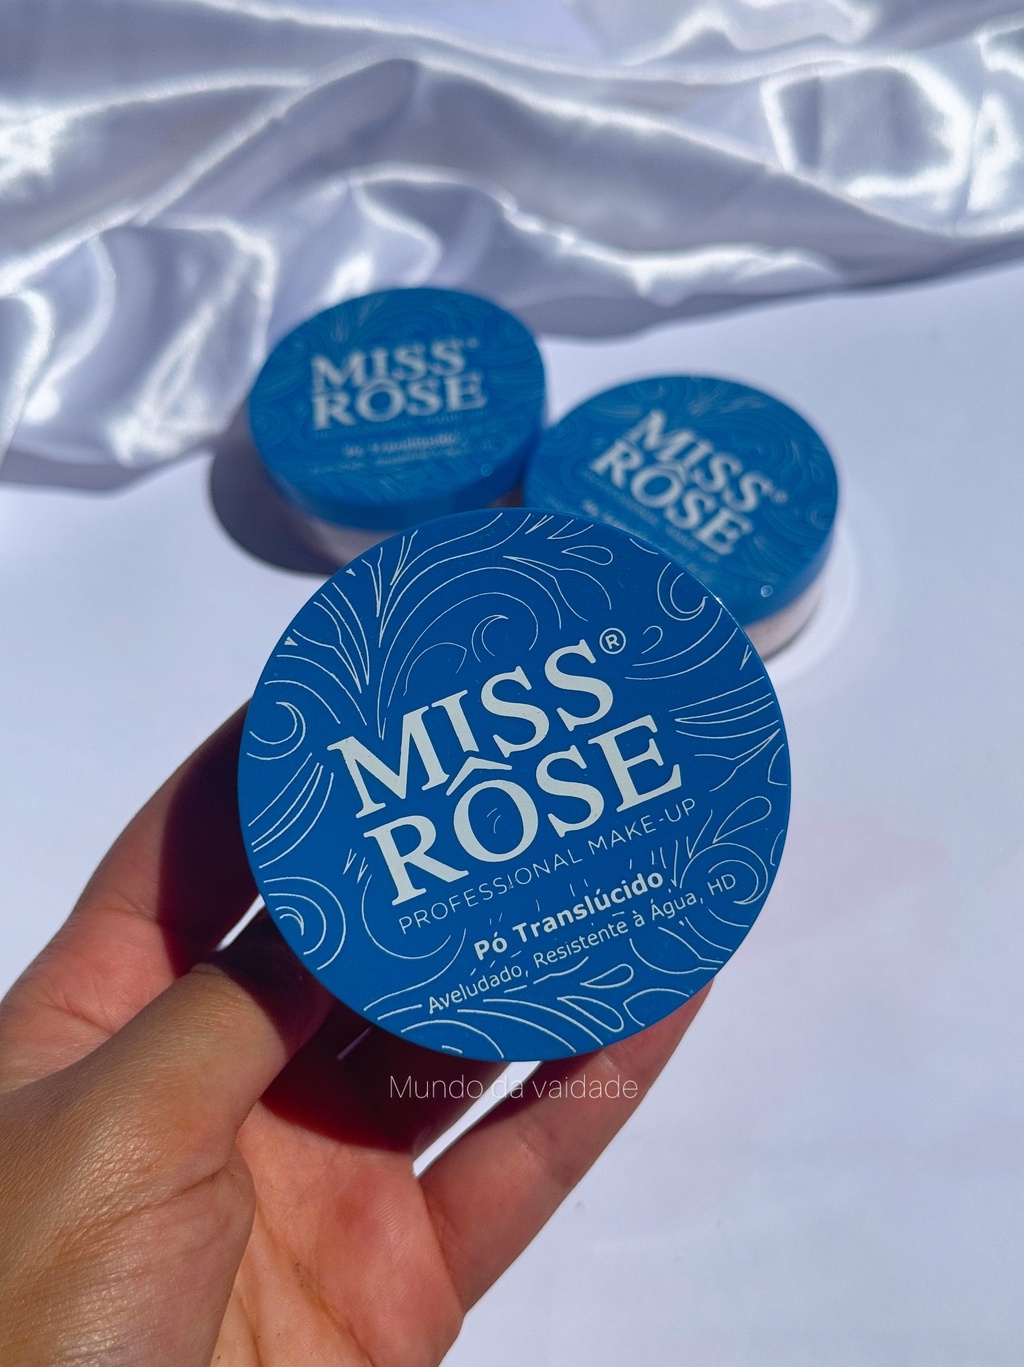 MISS
RÔSE
MISS
RÔSE
MISS®
RÔSE
PROFESSIONAL MAKE-UP
Pó Translúcido
Aveludado, Resistente à Água, HD
Mundo da vaidade